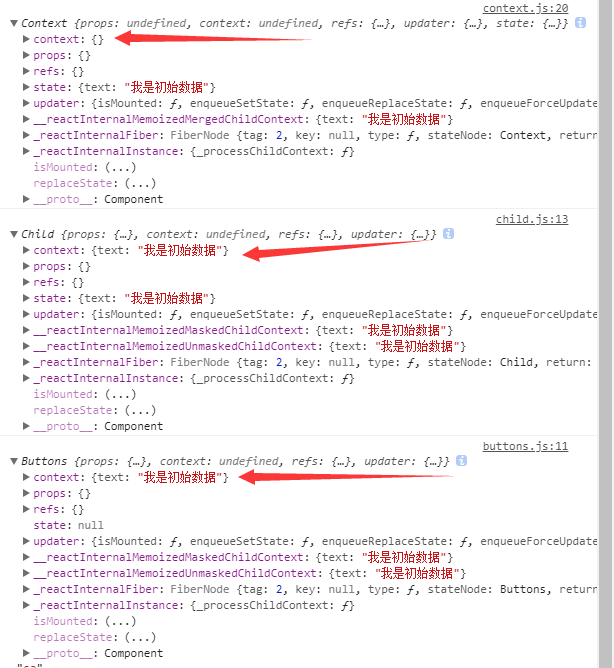 context.js:20
▼Context {props: undefined, context: undefined, refs: {…}, updater: {…}, state: {…}}
▶context: {}
▶props: {}
▶refs: {}
▶state: {text: "我是初始数据"}
▶updater: {isMounted: ƒ, enqueueSetState: ƒ, enqueueReplaceState: ƒ, enqueueForceUpdate
▶__reactInternalMemoizedMergedChildContext: {text: "我是初始数据"}
▶_reactInternalFiber: FiberNode {tag: 2, key: null, type: ƒ, stateNode: Context, return
▶_reactInternalInstance: {_processChildContext: ƒ}
isMounted: (...)
replaceState: (...)
▶__proto__: Component
child.js:13
▼Child {props: {…}, context: undefined, refs: {…}, updater: {…}}
▶context: {text: "我是初始数据"}
▶props: {}
▶refs: {}
▶state: {text: "我是初始数据"}
▶updater: {isMounted: ƒ, enqueueSetState: ƒ, enqueueReplaceState: ƒ, enqueueForceUpdate
▶__reactInternalMemoizedMaskedChildContext: {text: "我是初始数据"}
▶__reactInternalMemoizedUnmaskedChildContext: {text: "我是初始数据"}
▶_reactInternalFiber: FiberNode {tag: 2, key: null, type: ƒ, stateNode: Child, return:
▶_reactInternalInstance: {_processChildContext: ƒ}
isMounted: (...)
replaceState: (...)
▶__proto__: Component
buttons.js:11
▼Buttons {props: {…}, context: undefined, refs: {…}, updater: {…}}
▶context: {text: "我是初始数据"}
▶props: {}
▶refs: {}
state: null
▶updater: {isMounted: ƒ, enqueueSetState: ƒ, enqueueReplaceState: ƒ, enqueueForceUpdate
▶__reactInternalMemoizedMaskedChildContext: {text: "我是初始数据"}
▶__reactInternalMemoizedUnmaskedChildContext: {text: "我是初始数据"}
▶_reactInternalFiber: FiberNode {tag: 2, key: null, type: ƒ, stateNode: Buttons, return
▶_reactInternalInstance: {_processChildContext: ƒ}
isMounted: (...)
replaceState: (...)
▶__proto__: Component